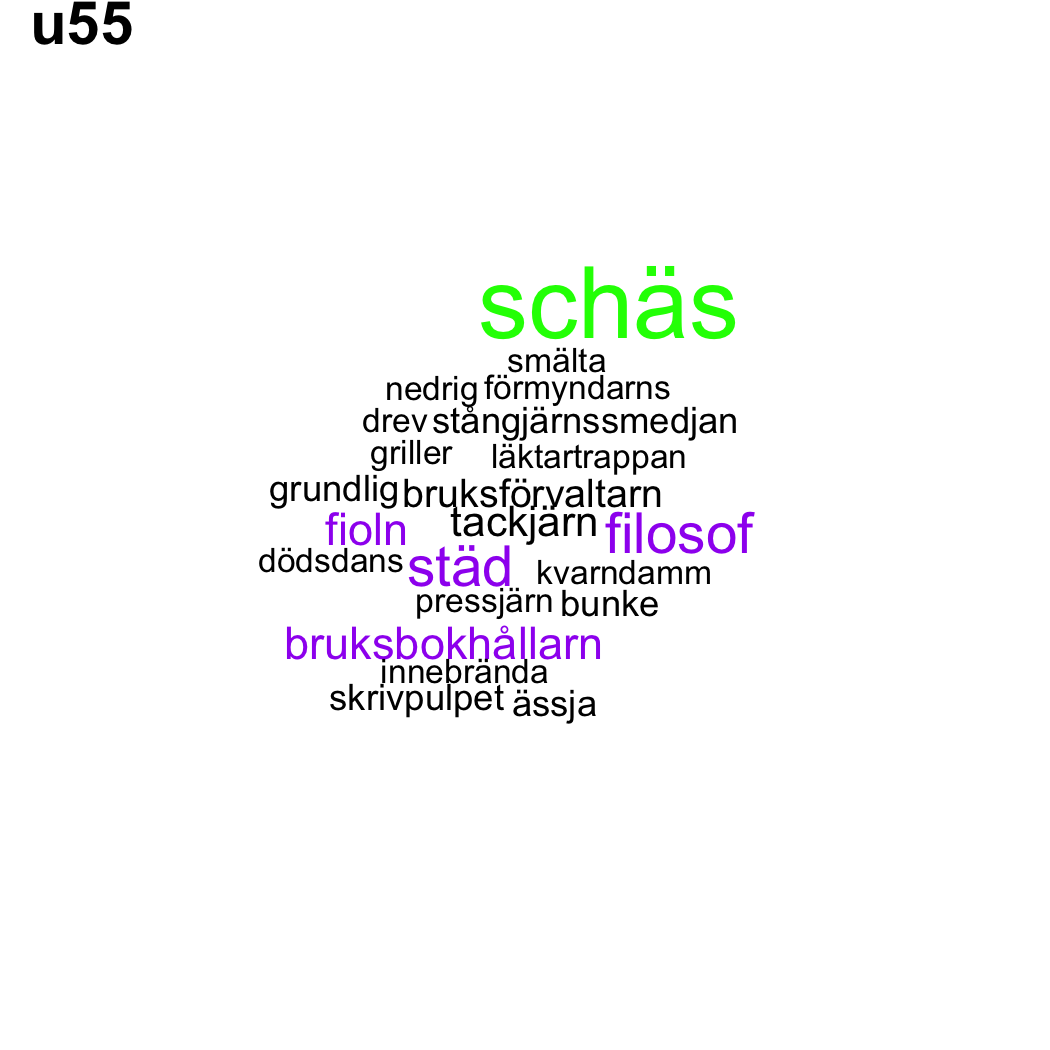 u55
schäs
smälta
nedrig förmyndarns
drev stångjärnssmedjan
griller läktartrappan
grundlig bruksförvaltarn
fioln tackjärn filosof
dödsdans städ kvarndamm
pressjärn bunke
bruksbokhållarn
innebrända
skrivpulpet ässja